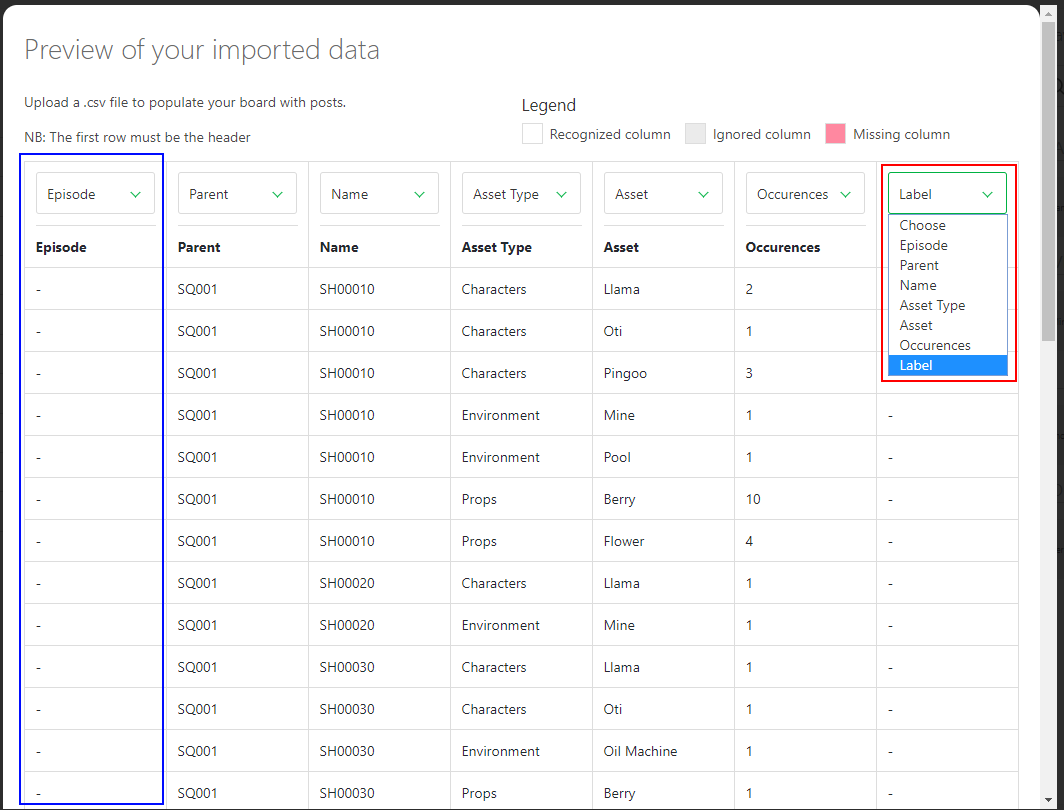 Preview of your imported data
Upload a .csv file to populate your board with posts.
NB: The first row must be the header
Legend
Recognized column Ignored column Missing column
Episode Parent Name Asset Type Asset Occurences Label
Choose
Episode
Parent
Name
Asset Type
Asset
Occurences
Label
Episode Parent Name Asset Type Asset Occurences
- SQ001 SH00010 Characters Llama 2
- SQ001 SH00010 Characters Oti 1
- SQ001 SH00010 Characters Pingoo 3
- SQ001 SH00010 Environment Mine 1 -
- SQ001 SH00010 Environment Pool 1 -
- SQ001 SH00010 Props Berry 10 -
- SQ001 SH00010 Props Flower 4 -
- SQ001 SH00020 Characters Llama 1 -
- SQ001 SH00020 Environment Mine 1 -
- SQ001 SH00030 Characters Llama 1 -
- SQ001 SH00030 Characters Oti 1 -
- SQ001 SH00030 Environment Oil Machine 1 -
- SQ001 SH00030 Props Berry 1 -